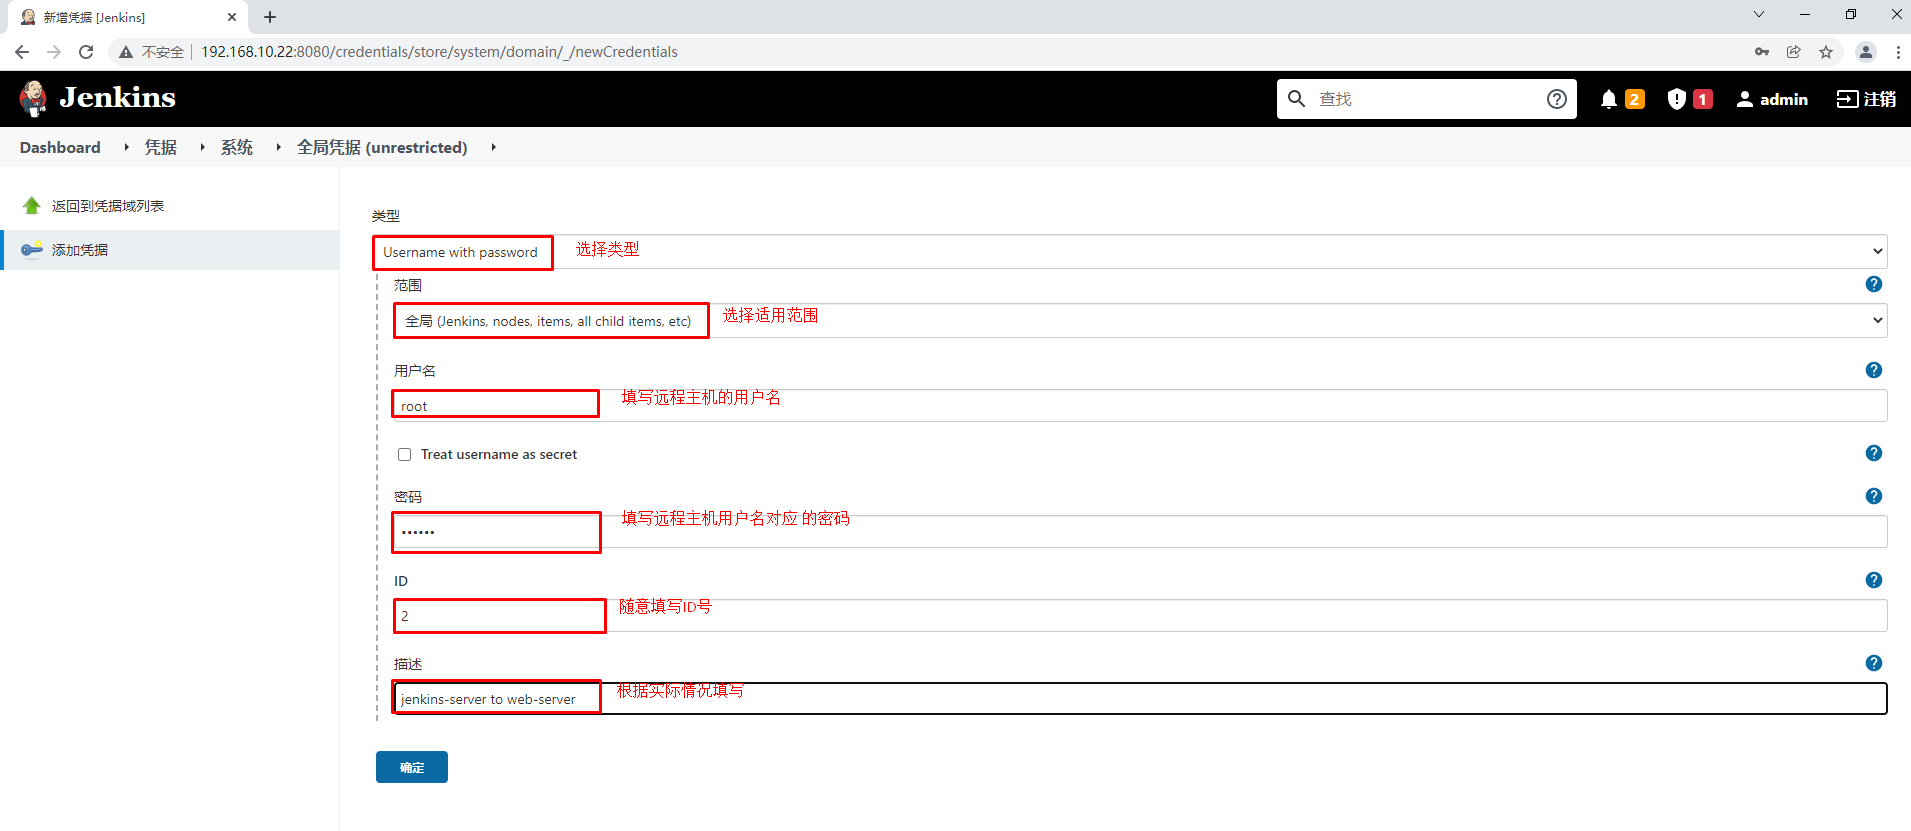 新增凭据 [Jenkins]
不安全 192.168.10.22:8080/credentials/store/system/domain/_/newCredentials
Jenkins
查找
2
1
admin
注销
Dashboard 凭据 系统 全局凭据 (unrestricted)
返回到凭据域列表
添加凭据
类型
Username with password 选择类型
范围
全局 (Jenkins, nodes, items, all child items, etc) 选择适用范围
用户名
root 填写远程主机的用户名
Treat username as secret
密码
•••••• 填写远程主机用户名对应 的密码
ID
2 随意填写ID号
描述
jenkins-server to web-server 根据实际情况填写
确定